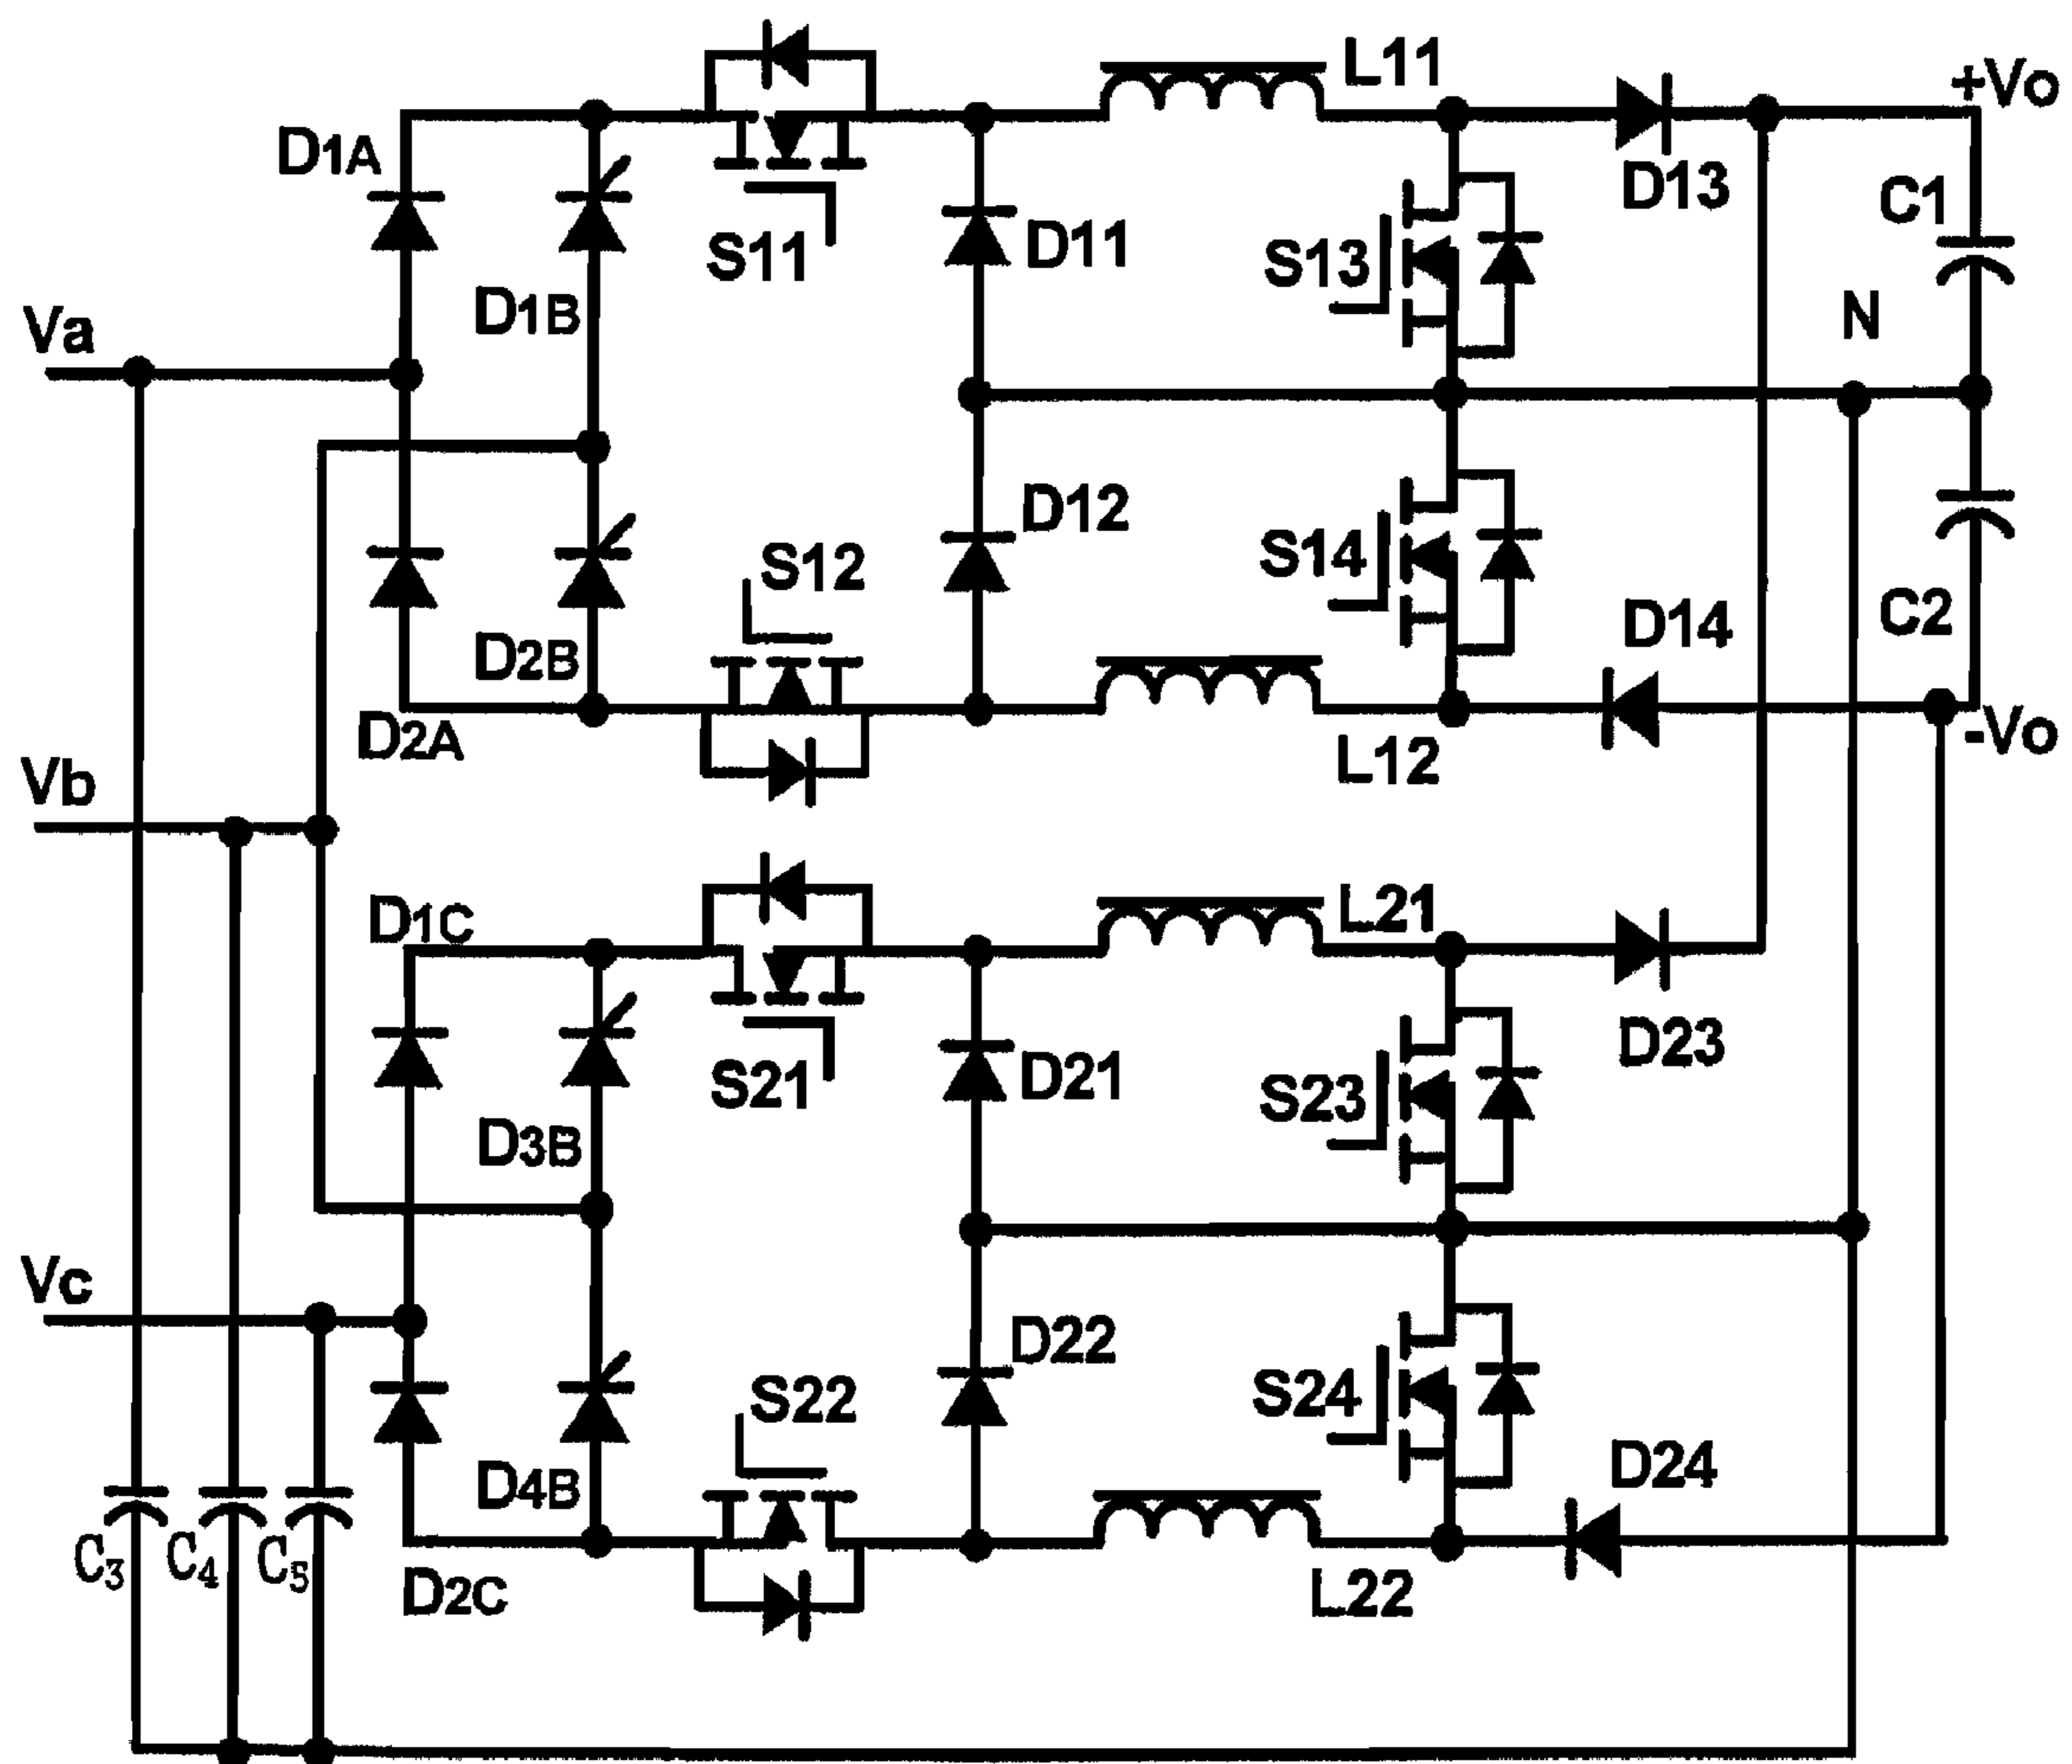 L11
+Vo
D1A
D13
C1
S11
D11
S13
D1B
N
Va
D12
S12
S14
C2
D14
D2B
D2A
-Vo
L12
Vb
L21
D1C
D23
S21
D21
S23
D3B
Vc
D22
S22
S24
D24
D4B
C3
C4
C5
D2C
L22